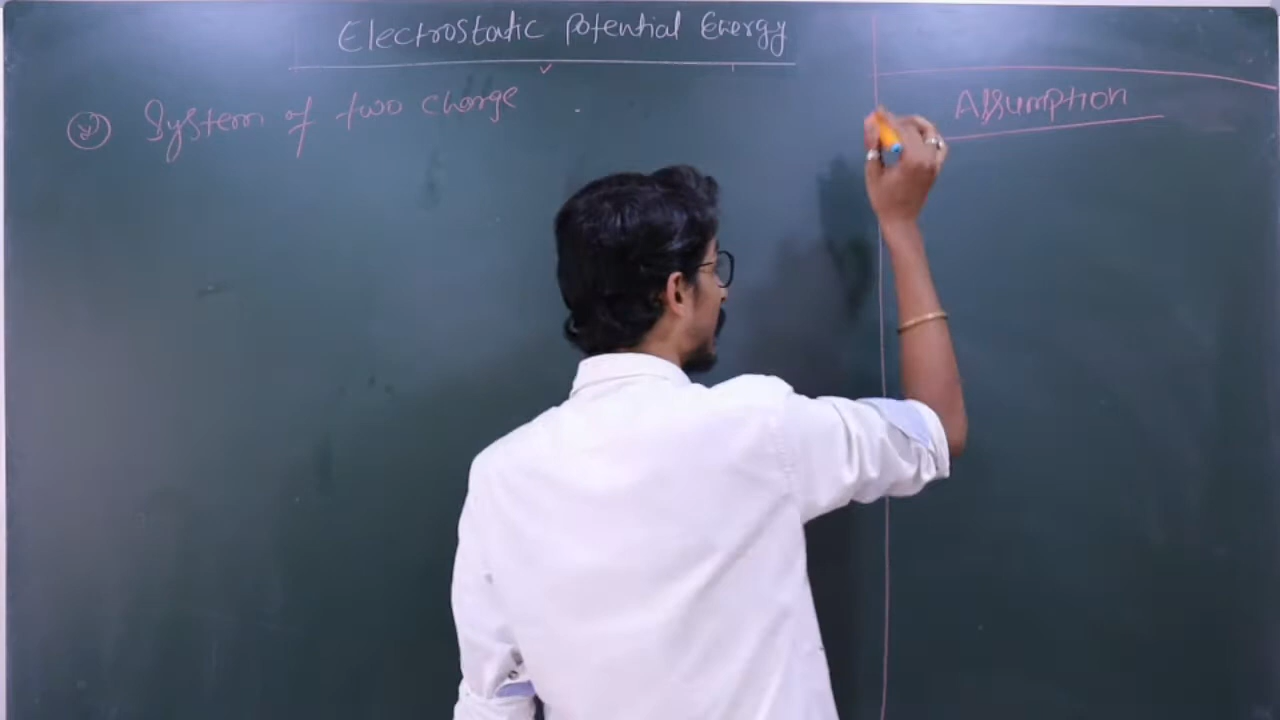 Electrostatic Potential Energy
System of two charge
Assumption